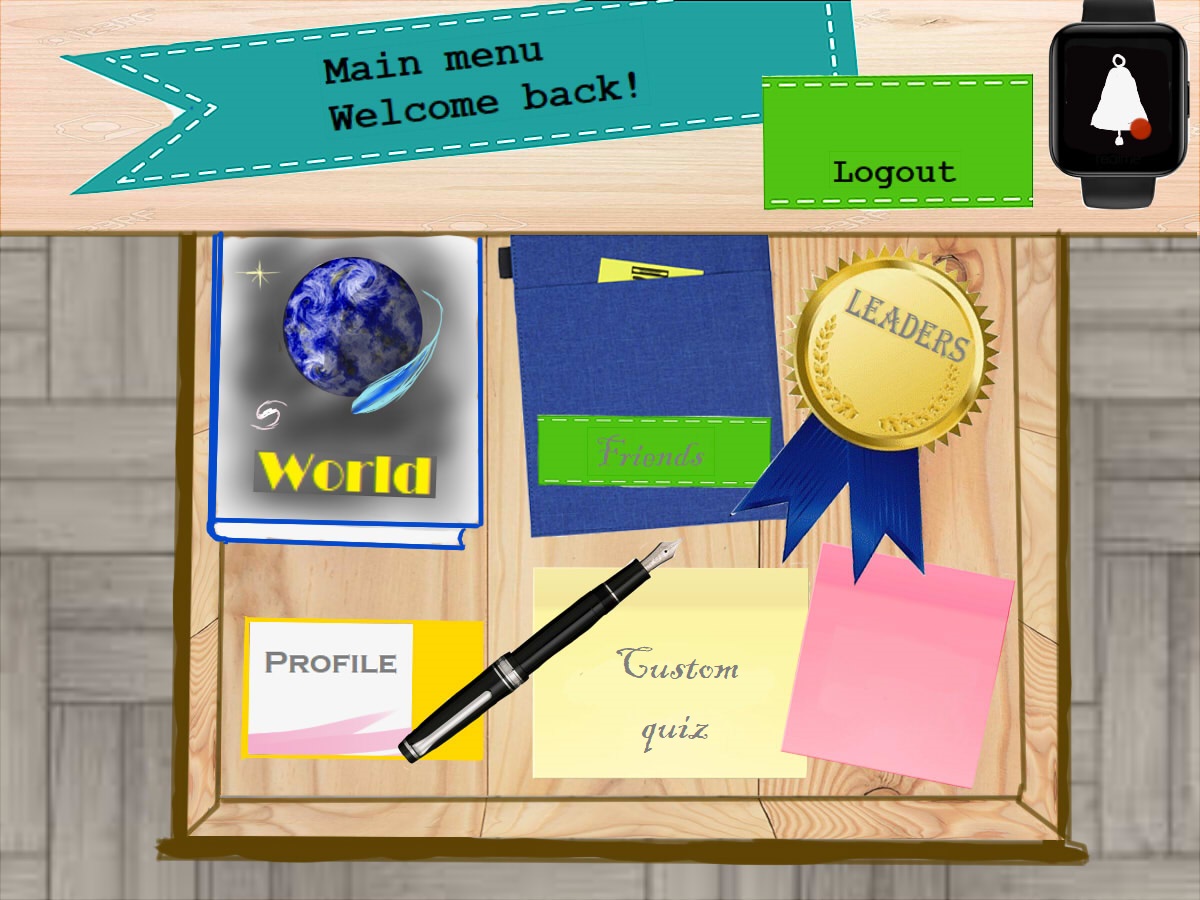 Main menu
Welcome back!
Logout
World
Friends
LEADERS
PROFILE
Custom
quiz